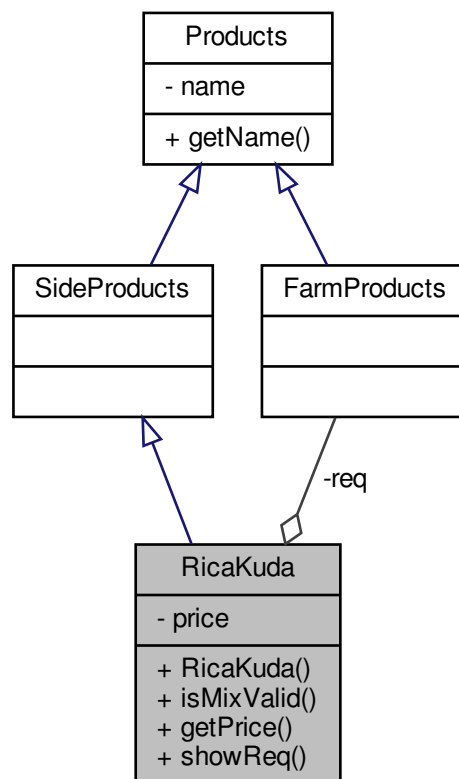 Products
- name
+ getName()
SideProducts
FarmProducts
-req
RicaKuda
- price
+ RicaKuda()
+ isMixValid()
+ getPrice()
+ showReq()